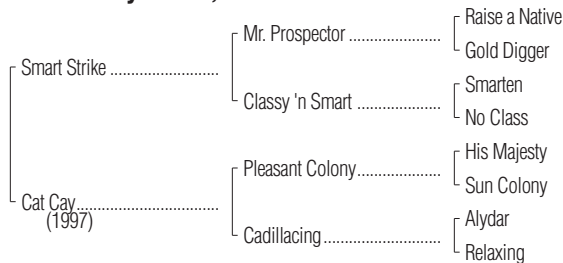 Raise a Native
Mr. Prospector ....................
Gold Digger
Smart Strike ........................
Smarten
Classy 'n Smart ..................
No Class
His Majesty
Pleasant Colony..................
Sun Colony
Cat Cay...............................
(1997)
Alydar
Cadillacing.........................
Relaxing